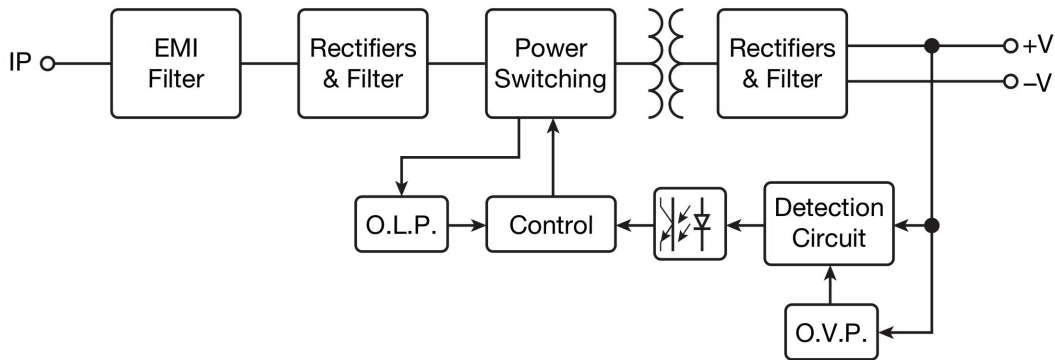 IP
EMI
Filter
Rectifiers
& Filter
Power
Switching
Rectifiers
& Filter
+V
–V
O.L.P.
Control
Detection
Circuit
O.V.P.